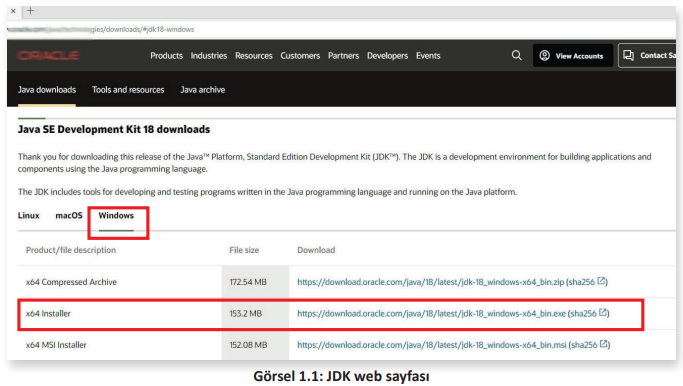 × +
gies/downloads/#jdk18-windows
ORACLE Products Industries Resources Customers Partners Developers Events View Accounts Contact Sa
Java downloads Tools and resources Java archive
Java SE Development Kit 18 downloads
Thank you for downloading this release of the Java™ Platform, Standard Edition Development Kit (JDK™). The JDK is a development environment for building applications and
components using the Java programming language.
The JDK includes tools for developing and testing programs written in the Java programming language and running on the Java platform.
Linux macOS Windows
Product/file description File size Download
x64 Compressed Archive 172.54 MB https://download.oracle.com/java/18/latest/jdk-18_windows-x64_bin.zip (sha256)
x64 Installer 153.2 MB https://download.oracle.com/java/18/latest/jdk-18_windows-x64_bin.exe (sha256)
x64 MSI Installer 152.08 MB https://download.oracle.com/java/18/latest/jdk-18_windows-x64_bin.msi (sha256)
Görsel 1.1: JDK web sayfası